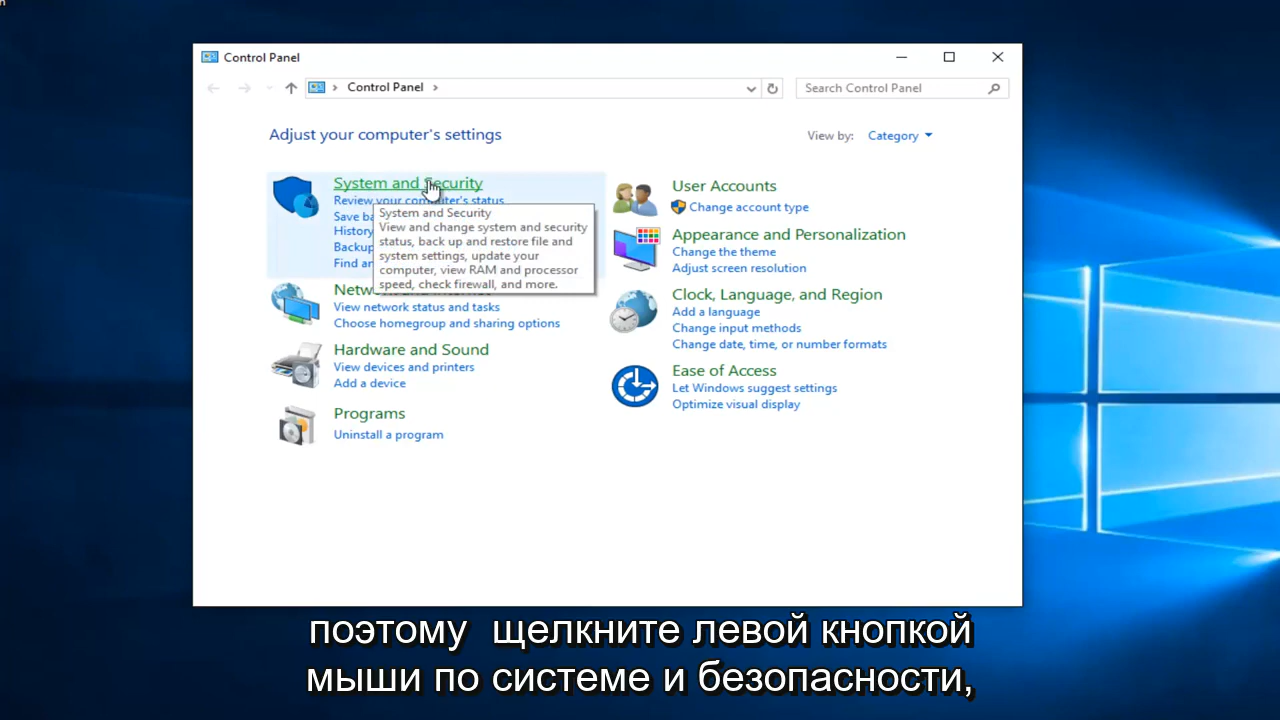 n
Control Panel
Control Panel
Search Control Panel
Adjust your computer's settings
View by: Category
System and Security
Review your computer's status
Save ba
History
Backup
Find an
System and Security
View and change system and security
status, back up and restore file and
system settings, update your
computer, view RAM and processor
speed, check firewall, and more.
View network status and tasks
Choose homegroup and sharing options
Hardware and Sound
View devices and printers
Add a device
Programs
Uninstall a program
User Accounts
Change account type
Appearance and Personalization
Change the theme
Adjust screen resolution
Clock, Language, and Region
Add a language
Change input methods
Change date, time, or number formats
Ease of Access
Let Windows suggest settings
Optimize visual display
поэтому щелкните левой кнопкой
мыши по системе и безопасности,